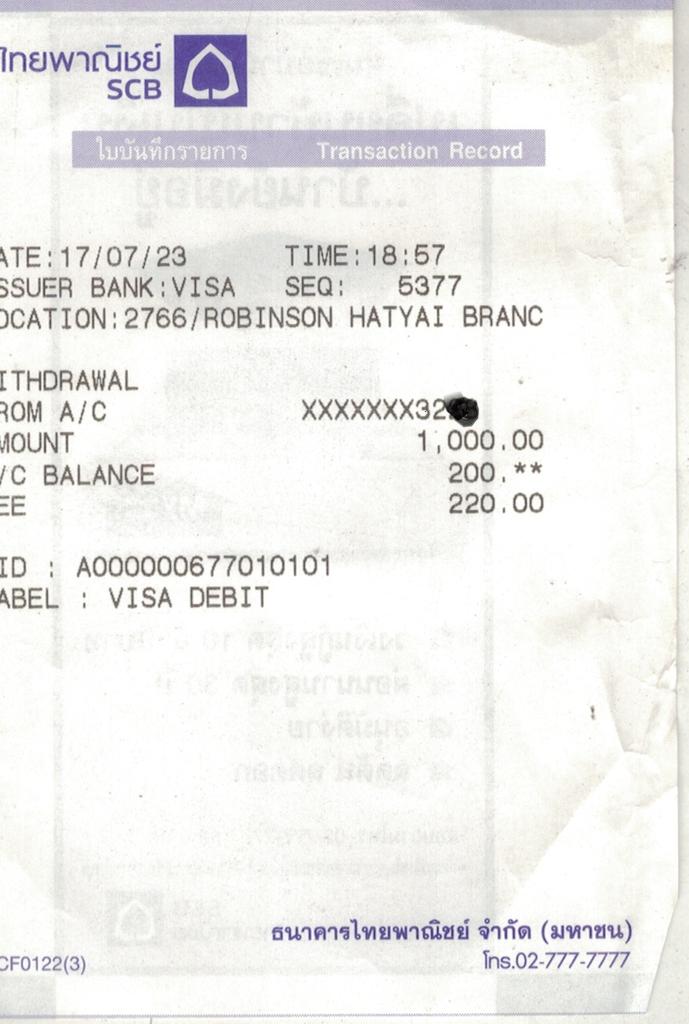 ไทยพาณิชย์
SCB
ใบบันทึกรายการ Transaction Record
ATE:17/07/23 TIME:18:57
SSUER BANK:VISA SEQ: 5377
OCATION:2766/ROBINSON HATYAI BRANC
ITHDRAWAL
ROM A/C XXXXXXX32
MOUNT 1,000.00
/C BALANCE 200.**
EE 220.00
ID : A0000000677010101
ABEL : VISA DEBIT
ธนาคารไทยพาณิชย์ จำกัด (มหาชน)
CF0122(3) โทร.02-777-7777